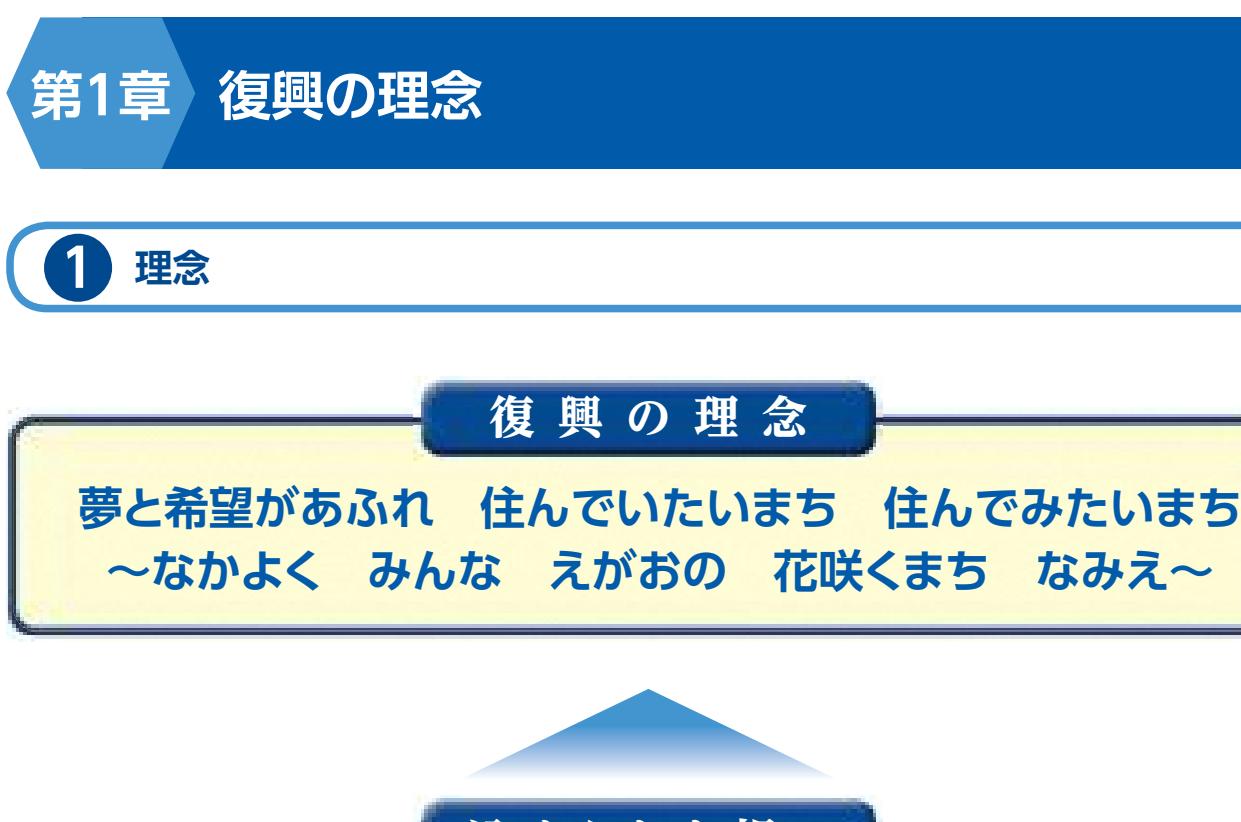 第1章 復興の理念
1 理念
復興の理念
夢と希望があふれ　住んでいたいまち　住んでみたいまち
～なかよく　みんな　えがおの　花咲くまち　なみえ～